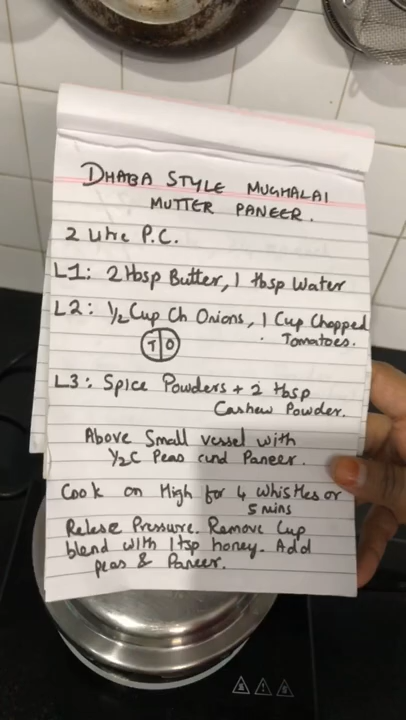 DHABA STYLE MUGHALAI
MUTTER PANEER.
2 Litre P.C.
L1: 2 tbsp Butter, 1 tbsp Water
L2: 1/2 Cup Ch Onions, 1 Cup Chopped
Tomatoes.
T O
L3: Spice Powders + 2 tbsp
Cashew Powder.
Above Small vessel with
1/2 C Peas and Paneer.
Cook on High for 4 Whistles or
5 mins
Release Pressure. Remove Cup
blend with 1 tsp honey. Add
peas & Paneer.